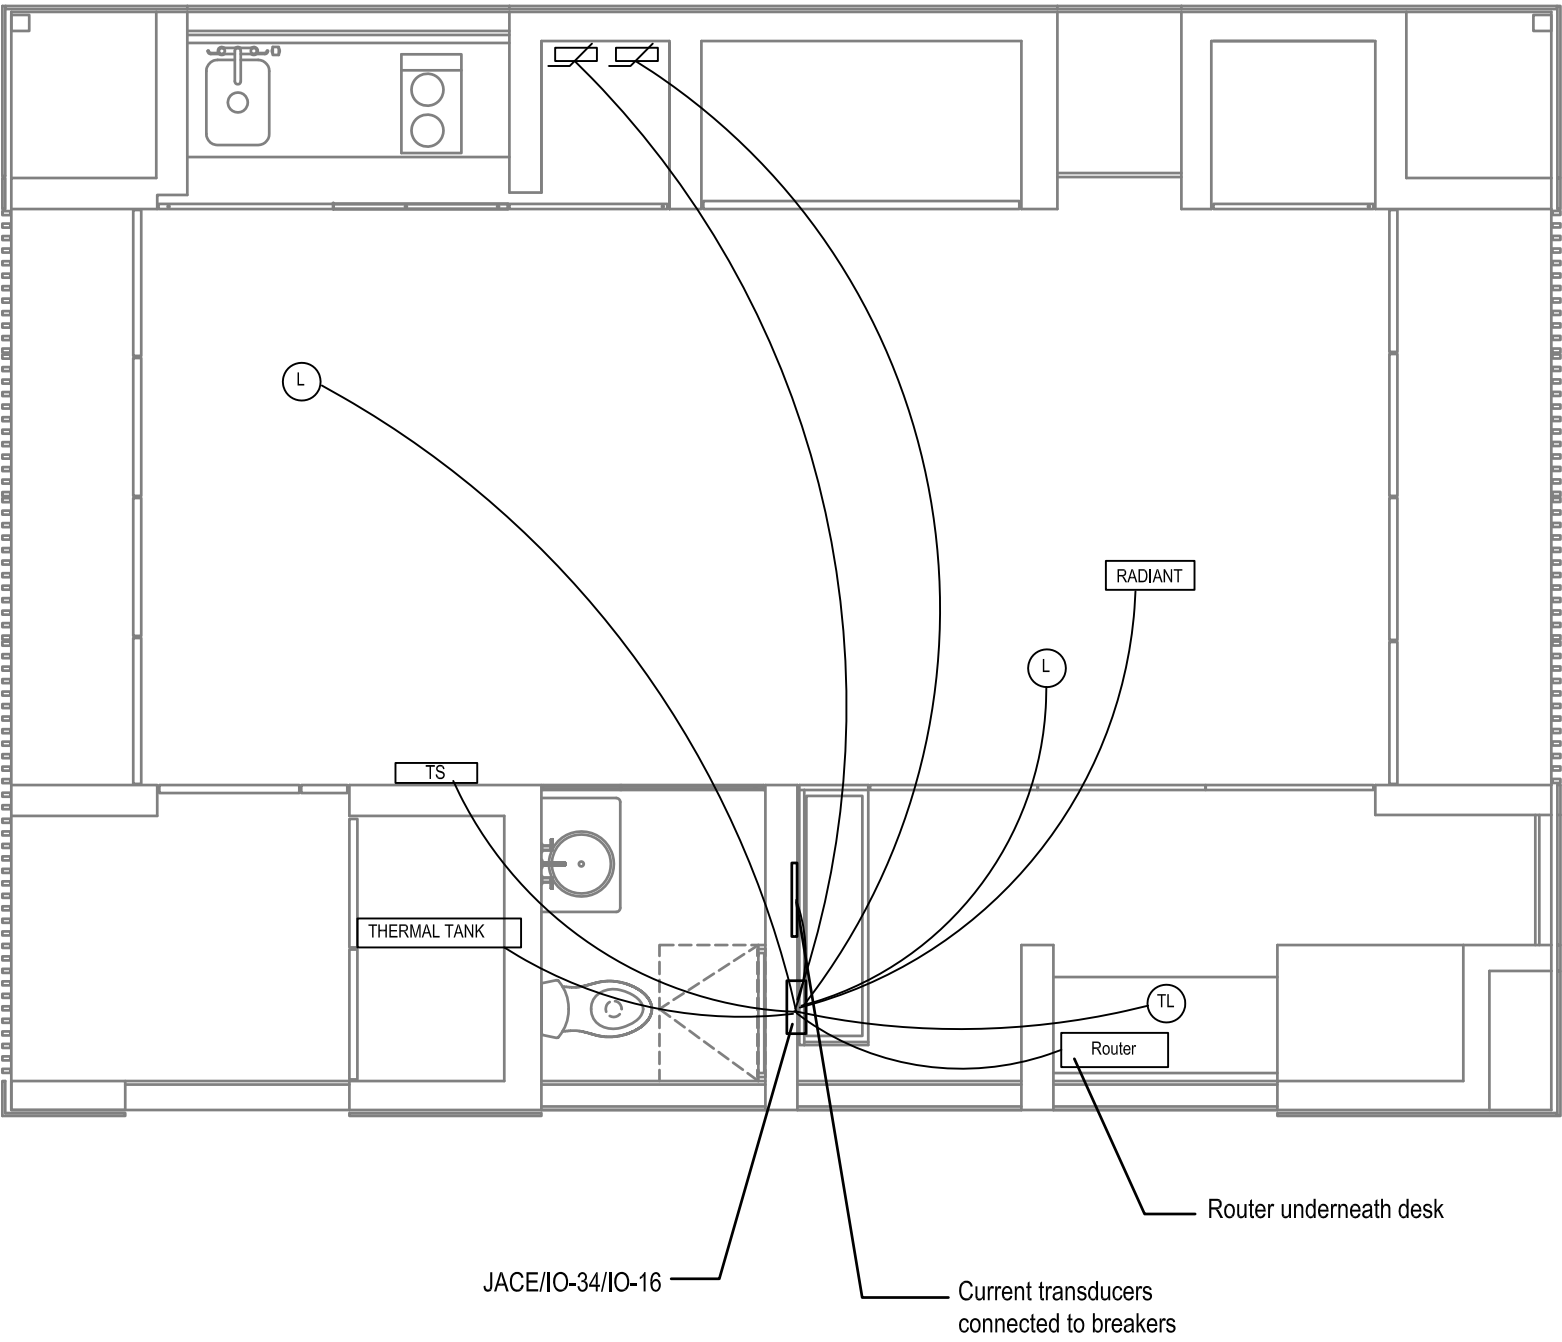 L
RADIANT
L
TS
THERMAL TANK
TL
Router
Router underneath desk
JACE/IO-34/IO-16
Current transducers
connected to breakers